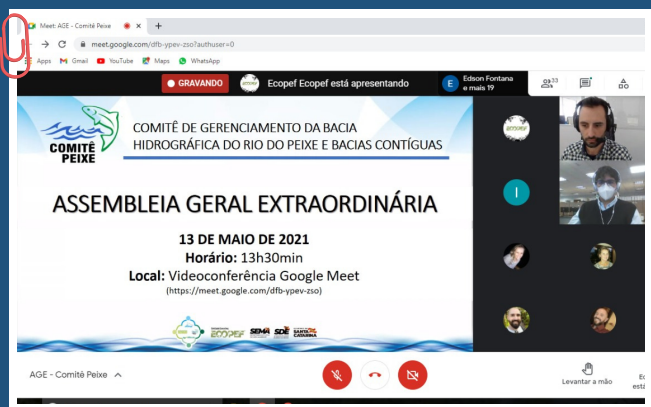 Meet: AGE - Comitê Peixe
meet.google.com/dfb-ypev-zso?authuser=0
Apps Gmail YouTube Maps WhatsApp
GRAVANDO
Ecopef Ecopef está apresentando
E
Edson Fontana
e mais 19
33
COMITÊ
PEIXE
COMITÊ DE GERENCIAMENTO DA BACIA
HIDROGRÁFICA DO RIO DO PEIXE E BACIAS CONTÍGUAS
ASSEMBLEIA GERAL EXTRAORDINÁRIA
13 DE MAIO DE 2021
Horário: 13h30min
Local: Videoconferência Google Meet
(https://meet.google.com/dfb-ypev-zso)
ECOPEF SEMA SDE SANTA
CATARINA
ECOPEF
I
AGE - Comitê Peixe
Levantar a mão
está